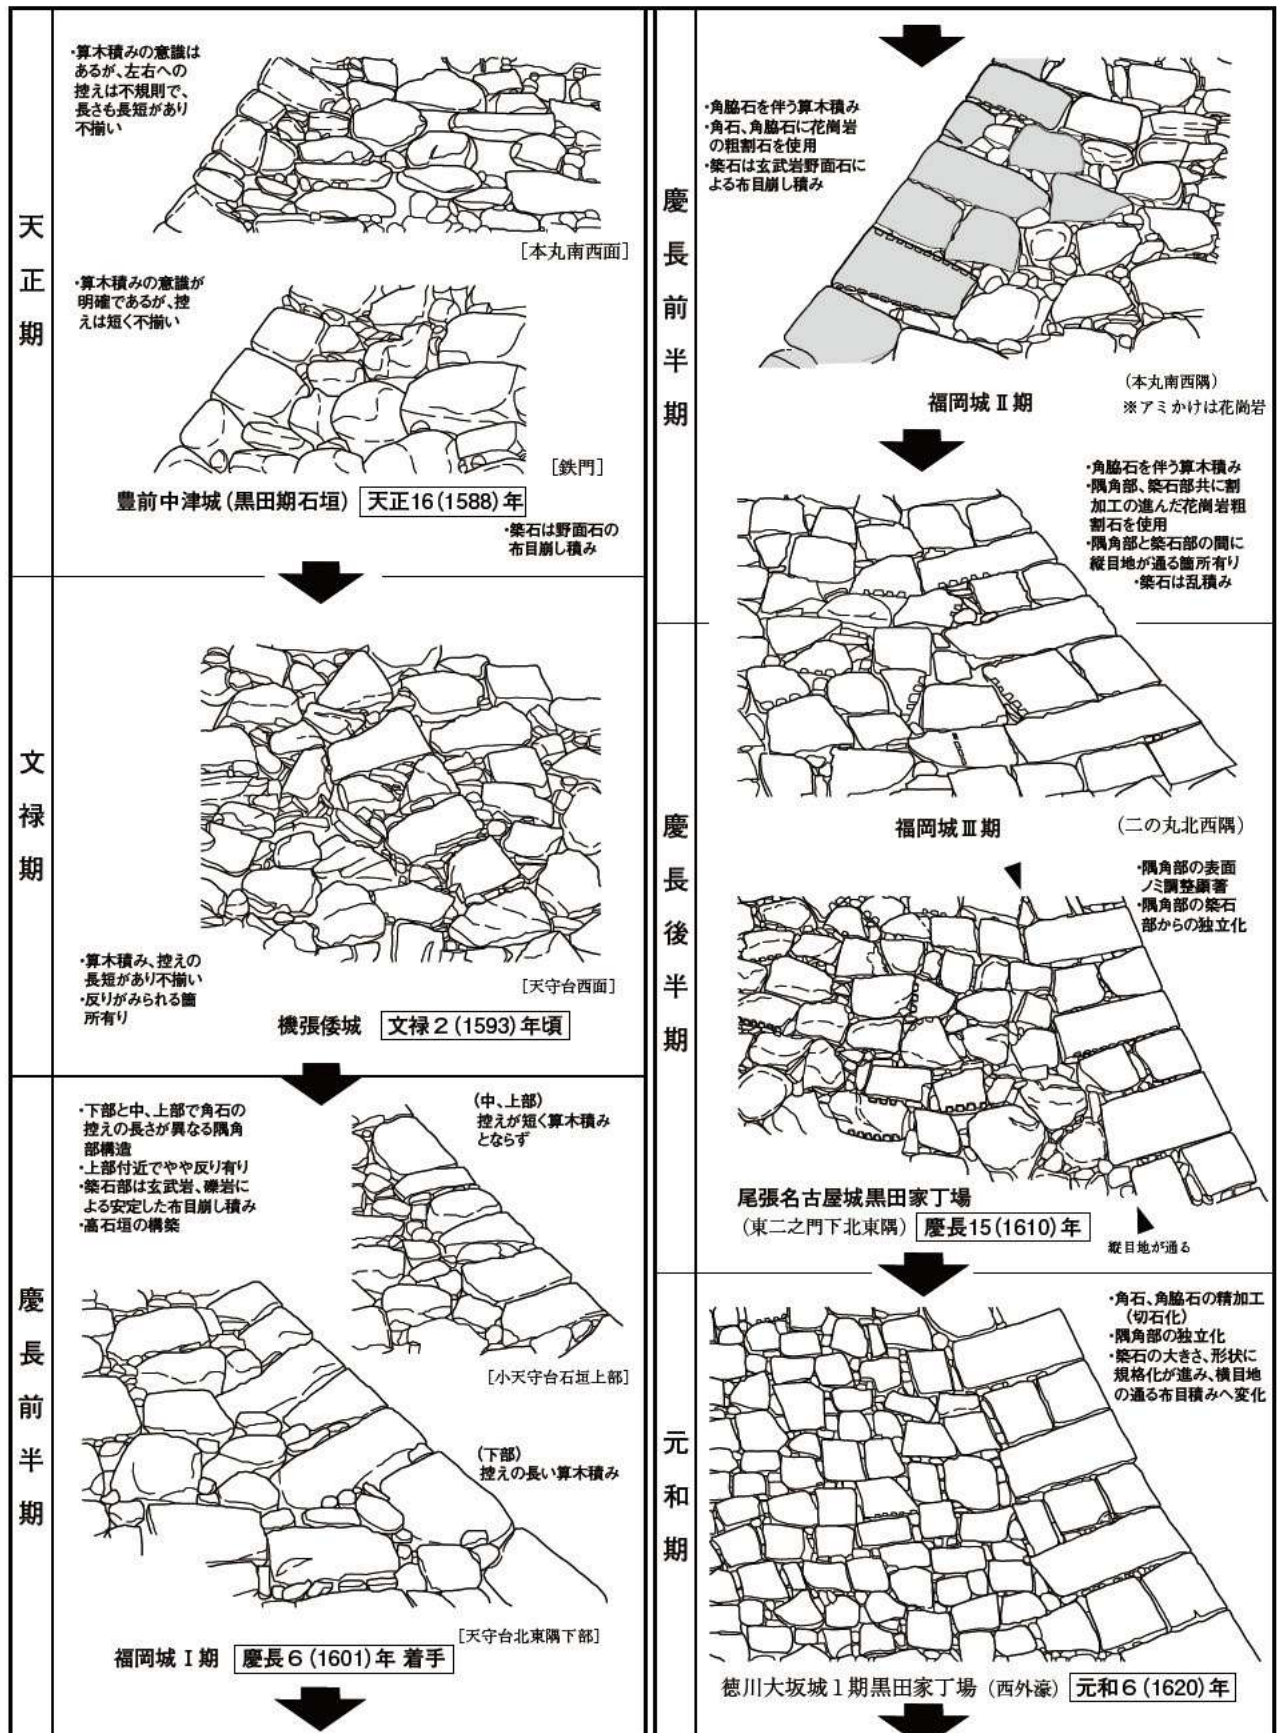 天正期
・算木積みの意識は
あるが、左右への
控えは不規則で、
長さも長短があり
不揃い
[本丸南西面]
・算木積みの意識が
明確であるが、控
えは短く不揃い
[鉄門]
豊前中津城(黒田期石垣) 天正16(1588)年
・築石は野面石の
布目崩し積み
文禄期
・算木積み、控えの
長短があり不揃い
・反りがみられる箇
所有り
[天守台西面]
機張倭城 文禄2(1593)年頃
慶長前半期
・下部と中、上部で角石の
控えの長さが異なる隅角
部構造
・上部付近でやや反り有り
・築石部は玄武岩、礫岩に
よる安定した布目崩し積み
・高石垣の構築
(中、上部)
控えが短く算木積み
とならず
[小天守台石垣上部]
(下部)
控えの長い算木積み
[天守台北東隅下部]
福岡城Ⅰ期 慶長6(1601)年 着手
慶長前半期
・角脇石を伴う算木積み
・角石、角脇石に花崗岩
の粗割石を使用
・築石は玄武岩野面石に
よる布目崩し積み
福岡城Ⅱ期
(本丸南西隅)
※アミかけは花崗岩
・角脇石を伴う算木積み
・隅角部、築石部共に割
加工の進んだ花崗岩粗
割石を使用
・隅角部と築石部の間に
縦目地が通る箇所有り
・築石は乱積み
慶長後半期
福岡城Ⅲ期
(二の丸北西隅)
・隅角部の表面
ノミ調整顕著
・隅角部の築石
部からの独立化
尾張名古屋城黒田家丁場
(東二之門下北東隅) 慶長15(1610)年
縦目地が通る
元和期
・角石、角脇石の精加工
(切石化)
・隅角部の独立化
・築石の大きさ、形状に
規格化が進み、横目地
の通る布目積みへ変化
徳川大坂城1期黒田家丁場(西外濠) 元和6(1620)年